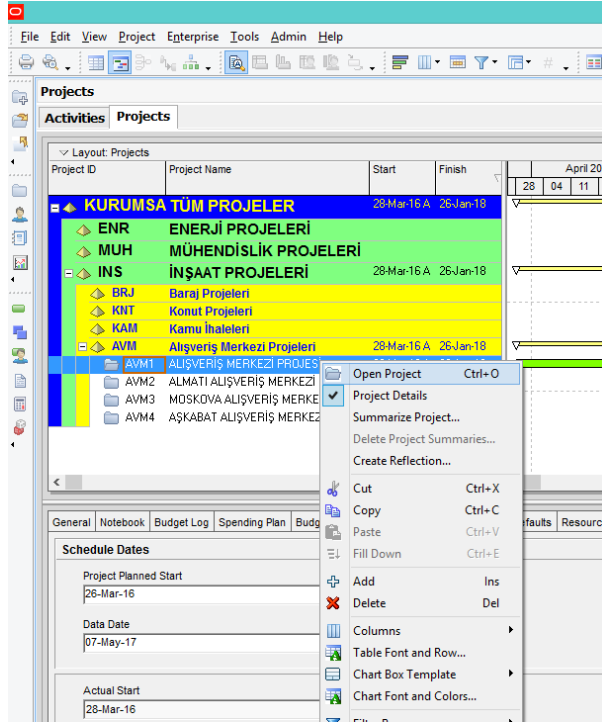 File Edit View Project Enterprise Tools Admin Help
Projects
Activities Projects
Layout: Projects
Project ID Project Name Start Finish April 20
28 04 11
KURUMSA TÜM PROJELER 28-Mar-16 A 26-Jan-18
ENR ENERJİ PROJELERİ
MUH MÜHENDİSLİK PROJELERİ
INS İNŞAAT PROJELERİ 28-Mar-16 A 26-Jan-18
BRJ Baraj Projeleri
KNT Konut Projeleri
KAM Kamu İhaleleri
AVM Alışveriş Merkezi Projeleri 28-Mar-16 A 26-Jan-18
AVM1 ALIŞVERİŞ MERKEZİ PROJES
AVM2 ALMATI ALIŞVERİŞ MERKEZİ
AVM3 MOSKOVA ALIŞVERİŞ MERKE
AVM4 AŞKABAT ALIŞVERİŞ MERKEZ
Open Project Ctrl+O
Project Details
Summarize Project...
Delete Project Summaries...
Create Reflection...
Cut Ctrl+X
Copy Ctrl+C
Paste Ctrl+V
Fill Down Ctrl+E
Add Ins
Delete Del
Columns
Table Font and Row...
Chart Box Template
Chart Font and Colors...
General Notebook Budget Log Spending Plan Budg efaults Resourc
Schedule Dates
Project Planned Start
26-Mar-16
Data Date
07-May-17
Actual Start
28-Mar-16